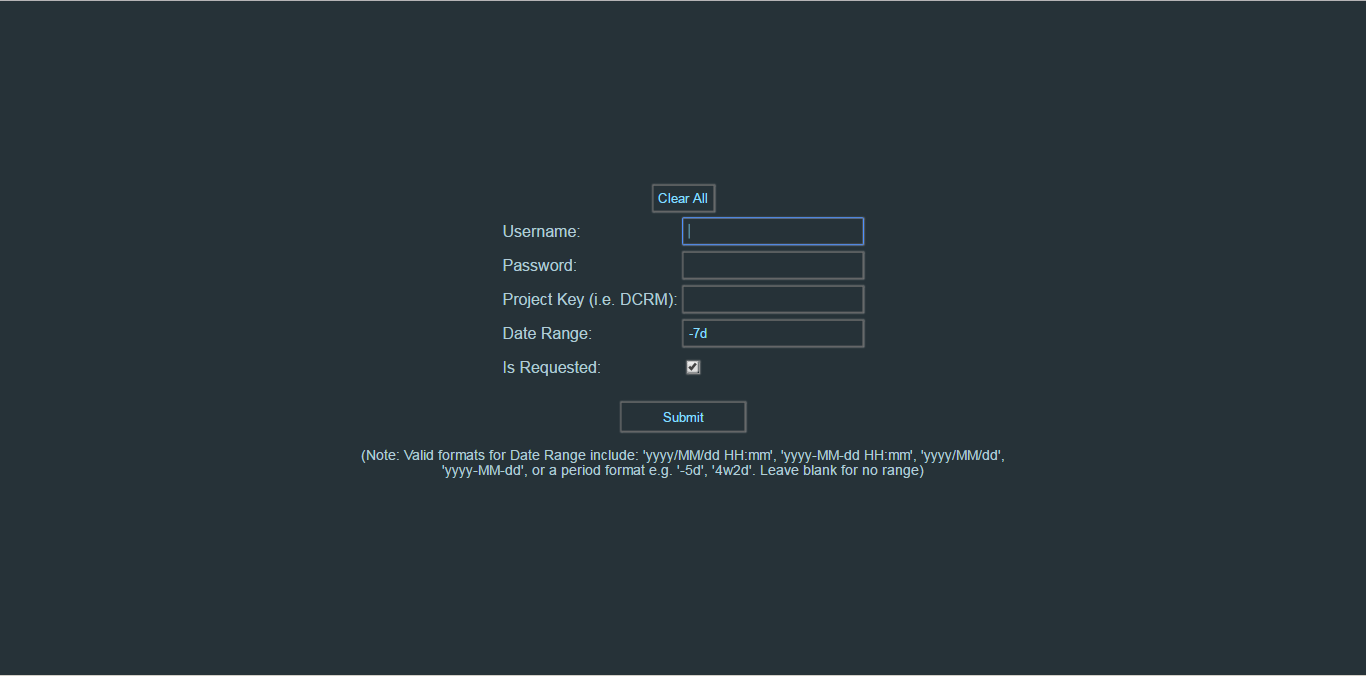 Clear All
Username:
Password:
Project Key (i.e. DCRM):
Date Range: -7d
Is Requested:
Submit
(Note: Valid formats for Date Range include: 'yyyy/MM/dd HH:mm', 'yyyy-MM-dd HH:mm', 'yyyy/MM/dd',
'yyyy-MM-dd', or a period format e.g. '-5d', '4w2d'. Leave blank for no range)